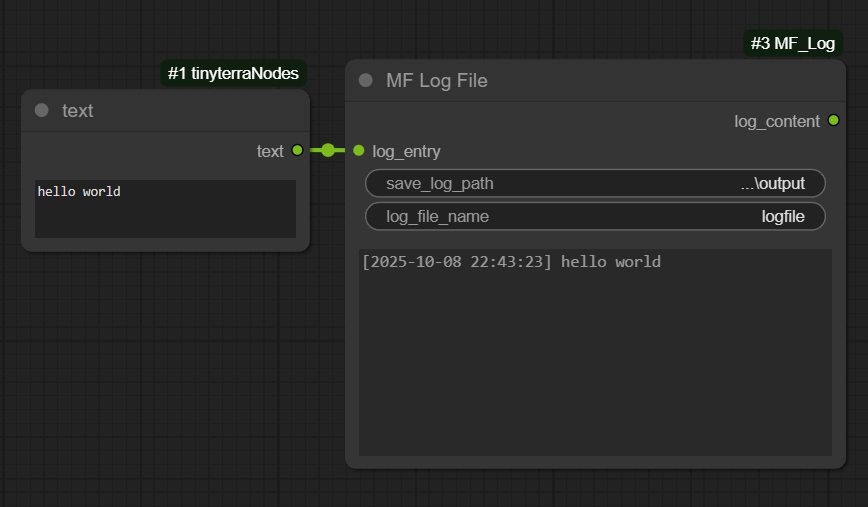 #3 MF_Log
#1 tinyterraNodes
MF Log File
text
log_content
text
log_entry
save_log_path ...\output
hello world
log_file_name logfile
[2025-10-08 22:43:23] hello world